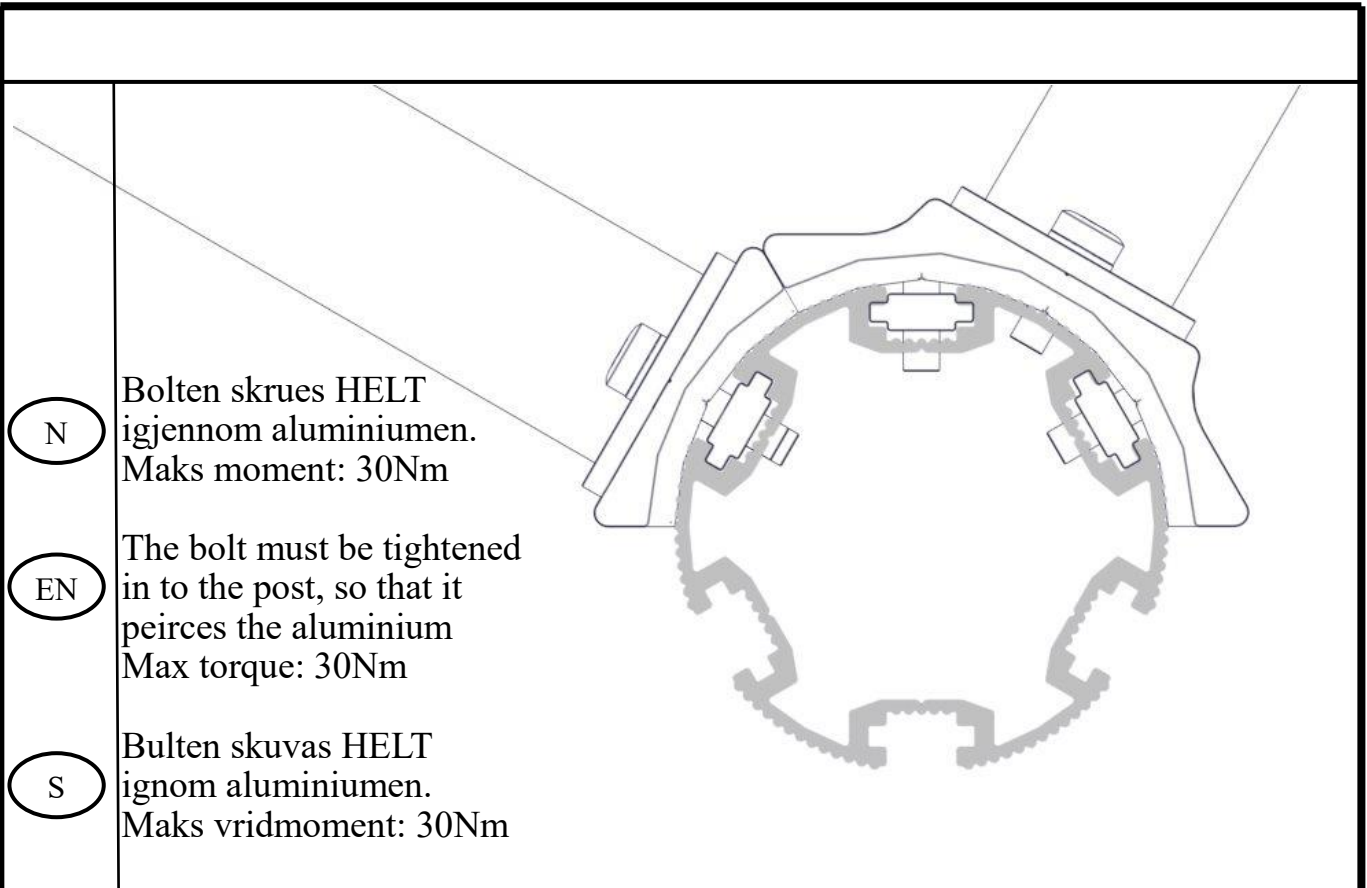 N
Bolten skrues HELT
igjennom aluminiumen.
Maks moment: 30Nm
EN
The bolt must be tightened
in to the post, so that it
peirces the aluminium
Max torque: 30Nm
S
Bulten skuvas HELT
ignom aluminiumen.
Maks vridmoment: 30Nm